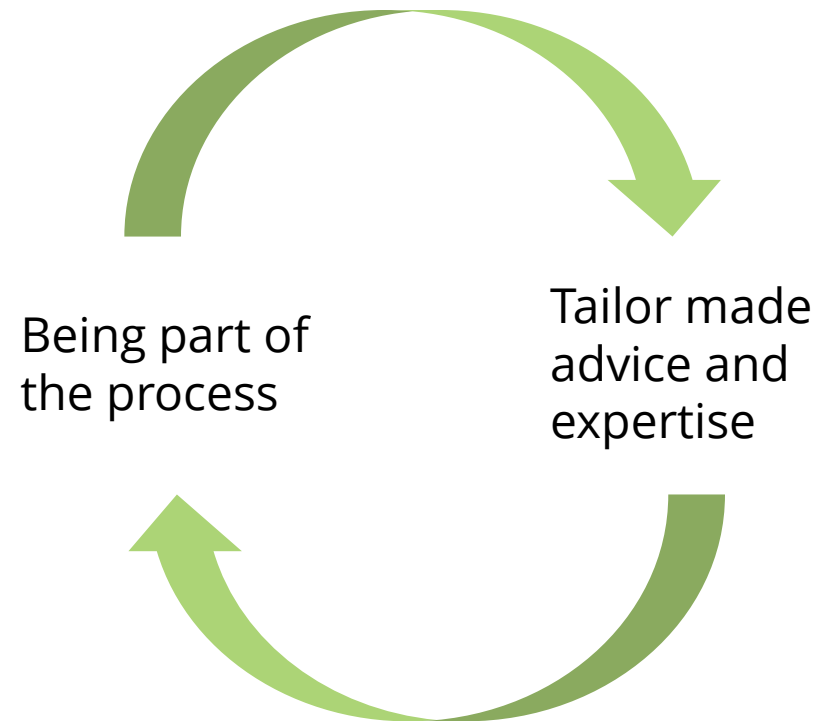 Being part of
the process
Tailor made
advice and
expertise